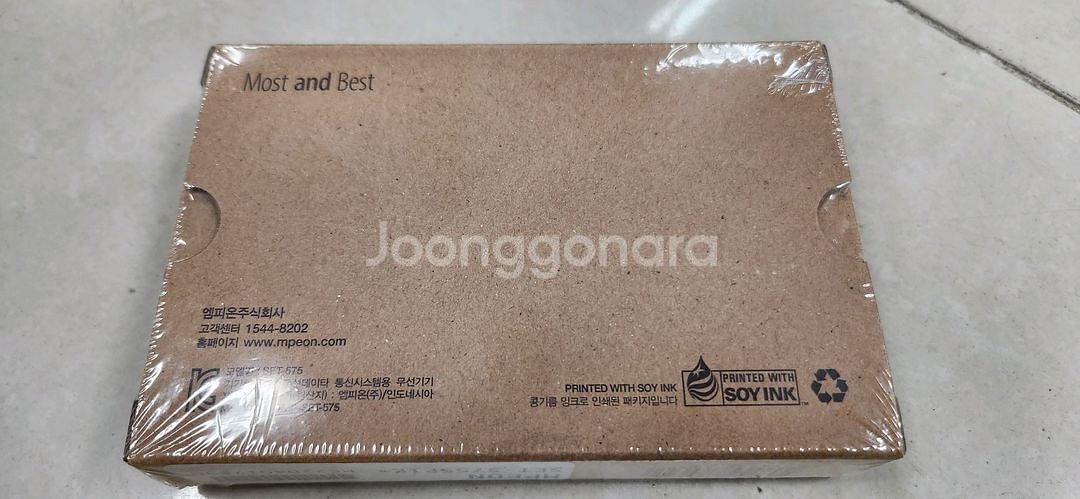 Most and Best
Joonggonara
엠피온주식회사
고객센터 1544-8202
홈페이지 www.mpeon.com
SET-575
통신시스템용 무선기기
엠피온(주)/인도네시아
SET-575
PRINTED WITH SOY INK
콩기름 잉크로 인쇄된 패키지입니다
PRINTED WITH
SOY INK
TM
MPEON